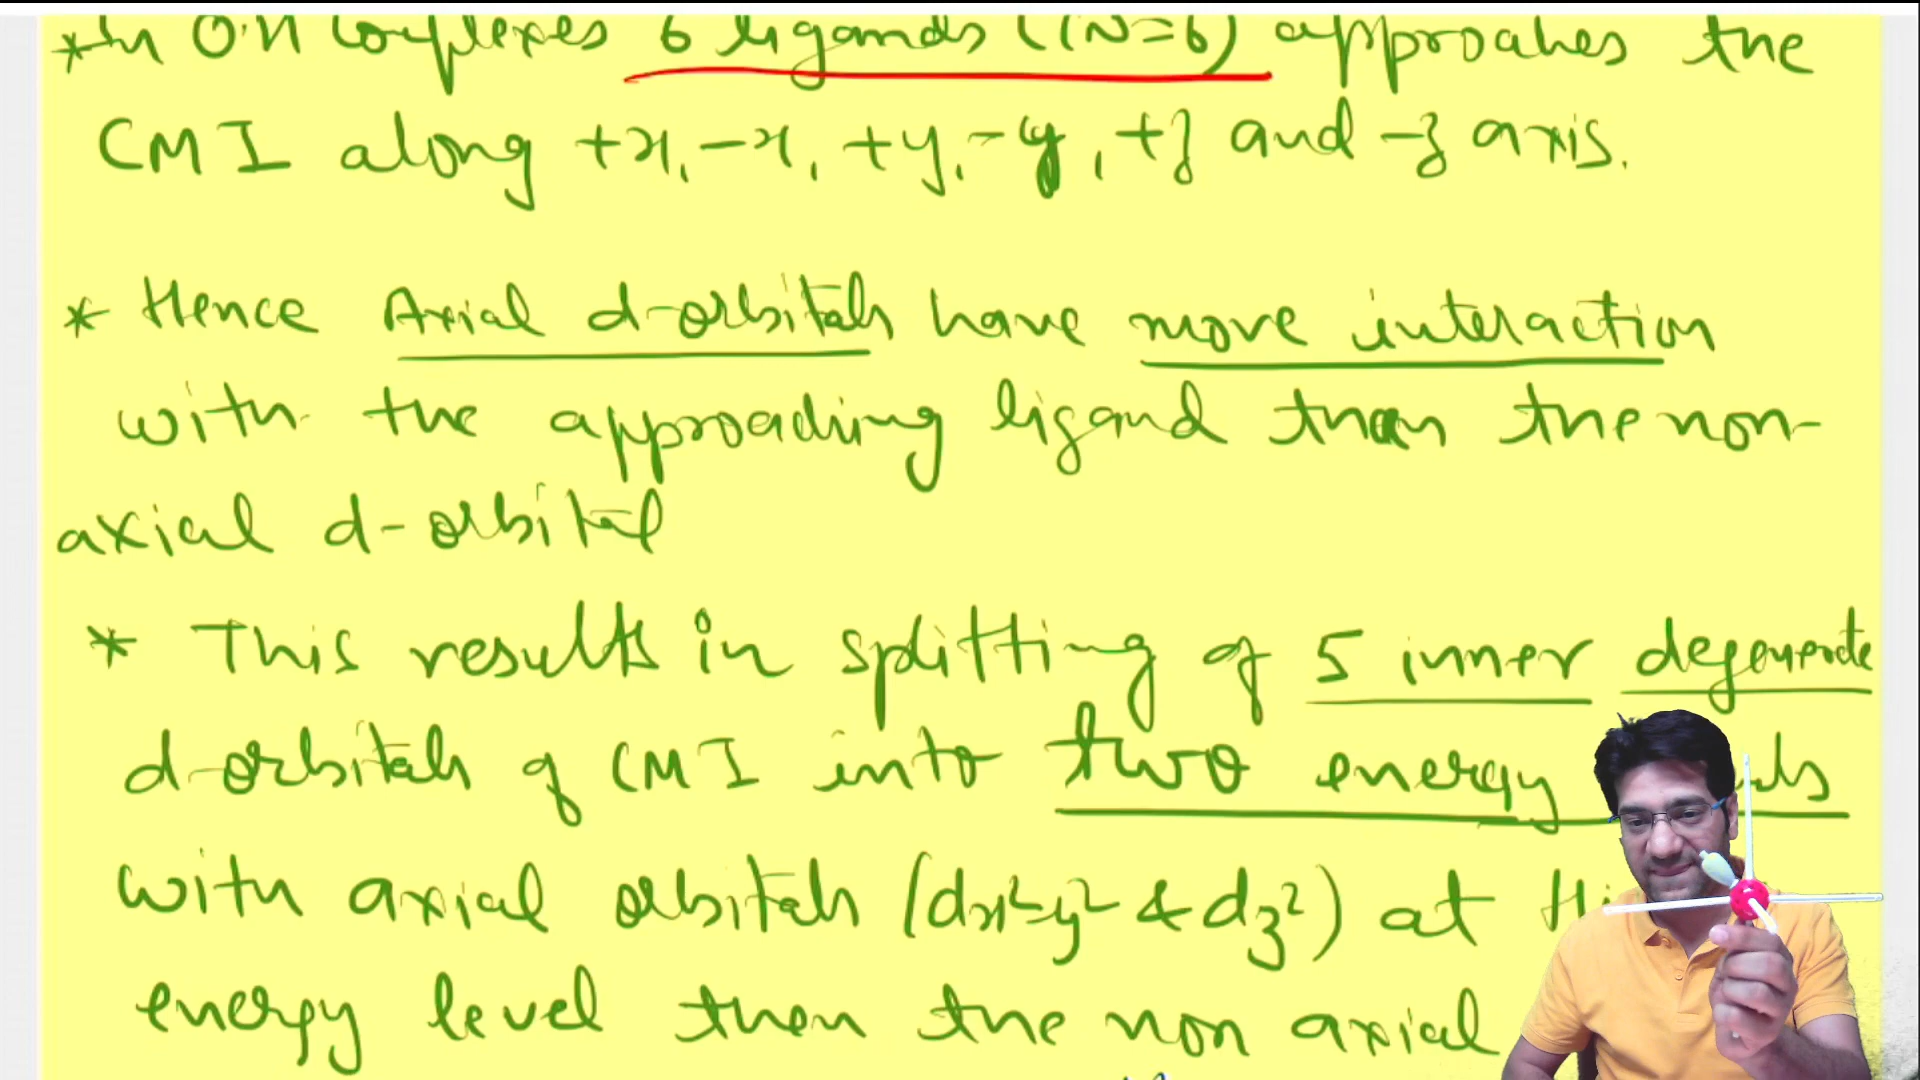 *In O.H Complexes 6 ligands (CN=6) approaches the
CMI along +x, -x, +y, -y, +z and -z axis.
* Hence Axial d-orbitals have more interaction
with the approaching ligand than the non-
axial d-orbital
* This results in splitting of 5 inner degenerate
d-orbitals of CMI into two energy
with axial orbitals (dx²-y² & dz²) at
energy level then the non axial